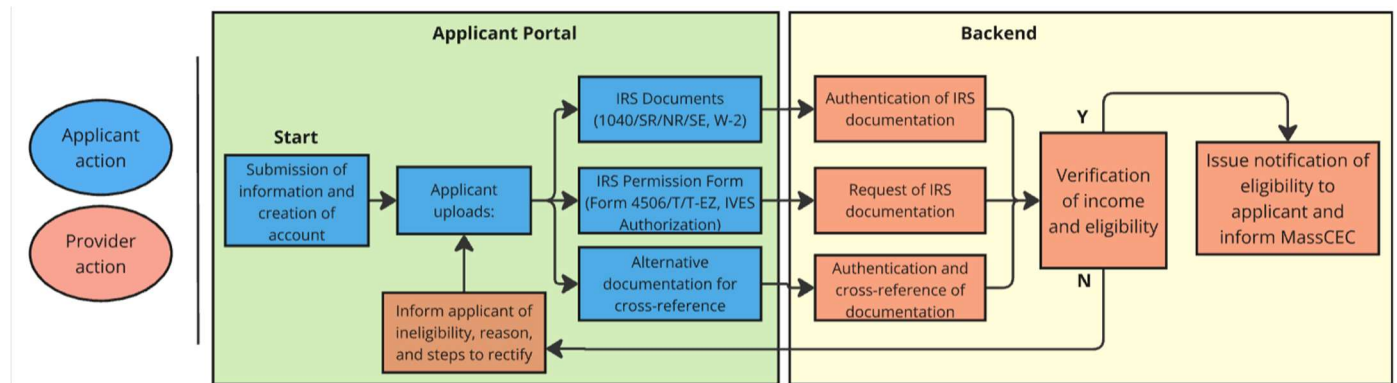 Applicant Portal
Backend
Applicant
action
Provider
action
Start
Submission of
information and
creation of
account
Applicant
uploads:
IRS Documents
(1040/SR/NR/SE, W-2)
IRS Permission Form
(Form 4506/T/T-EZ, IVES
Authorization)
Alternative
documentation for
cross-reference
Inform applicant of
ineligibility, reason,
and steps to rectify
Authentication of IRS
documentation
Request of IRS
documentation
Authentication and
cross-reference of
documentation
Y
Verification
of income
and eligibility
N
Issue notification of
eligibility to
applicant and
inform MassCEC